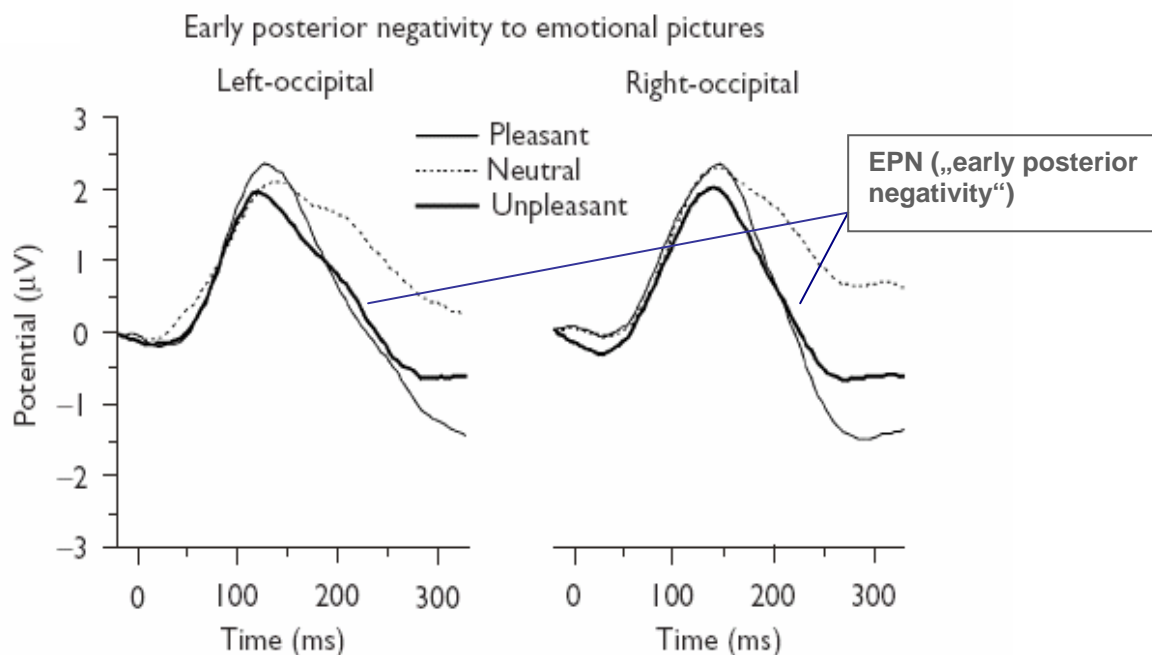 Early posterior negativity to emotional pictures
Left-occipital
Right-occipital
3
2
1
0
−1
−2
−3
Potential (µV)
Pleasant
Neutral
Unpleasant
EPN („early posterior
negativity“)
0 100 200 300
Time (ms)
0 100 200 300
Time (ms)